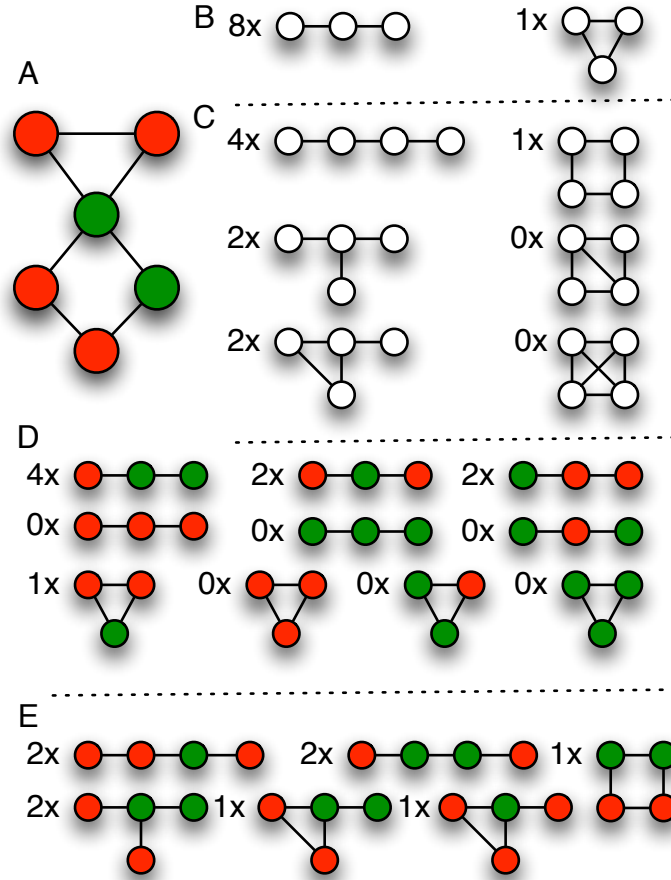 B 8x 1x
A
C 4x 1x
2x 0x
2x 0x
D
4x 2x 2x
0x 0x 0x
1x 0x 0x 0x
E
2x 2x 1x
2x 1x 1x